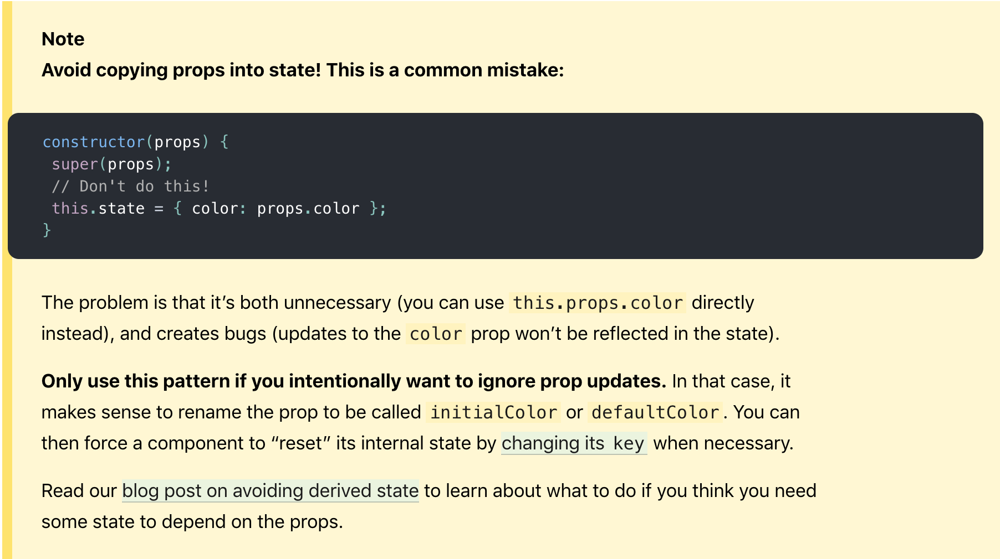 Note
Avoid copying props into state! This is a common mistake:
constructor(props) {
 super(props);
 // Don't do this!
 this.state = { color: props.color };
}
The problem is that it’s both unnecessary (you can use this.props.color directly
instead), and creates bugs (updates to the color prop won’t be reflected in the state).
Only use this pattern if you intentionally want to ignore prop updates. In that case, it
makes sense to rename the prop to be called initialColor or defaultColor. You can
then force a component to “reset” its internal state by changing its key when necessary.
Read our blog post on avoiding derived state to learn about what to do if you think you need
some state to depend on the props.